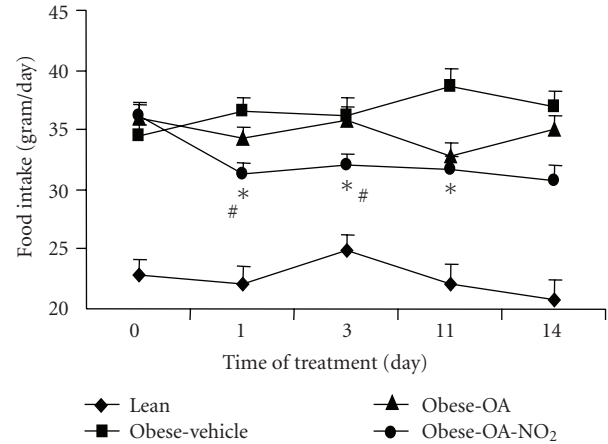 45
40
35
30
25
20
Food intake (gram/day)
*
#
* #
*
0 1 3 11 14
Time of treatment (day)
Lean
Obese-vehicle
Obese-OA
Obese-OA-NO₂